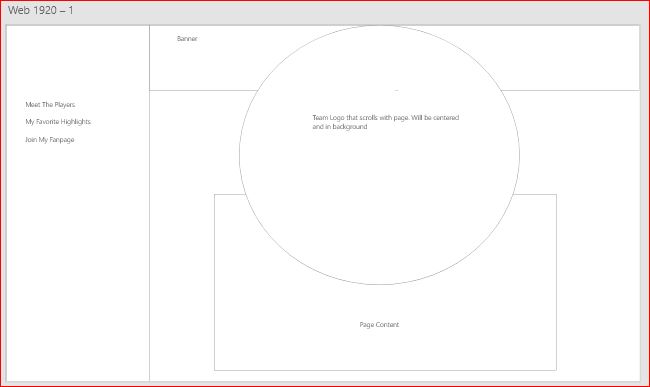 Web 1920 – 1
Banner
Meet The Players
My Favorite Highlights
Join My Fanpage
Team Logo that scrolls with page. Will be centered
and in background
Page Content